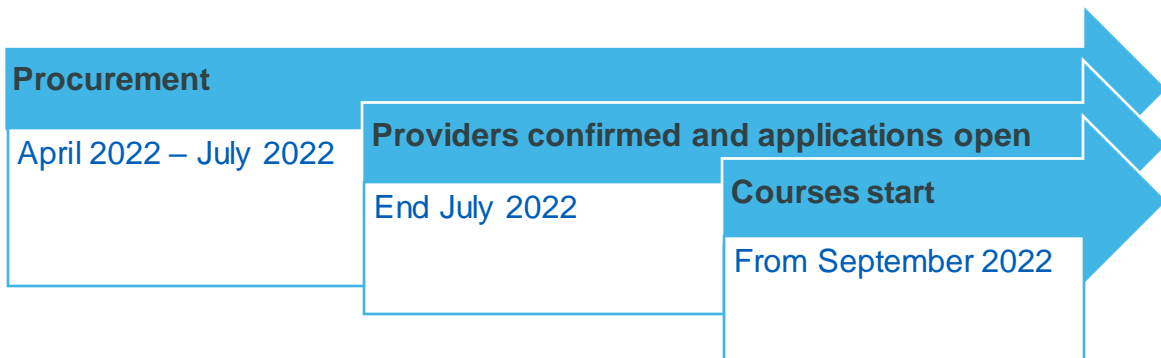 Procurement
April 2022 – July 2022
Providers confirmed and applications open
End July 2022
Courses start
From September 2022